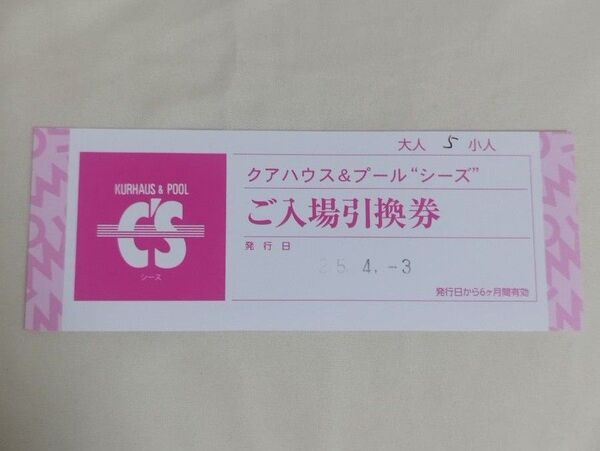 大人 5 小人
KURHAUS & POOL
C'S
シーズ
クアハウス&プール“シーズ”
ご入場引換券
発行日
25.4.-3
発行日から6ヶ月間有効